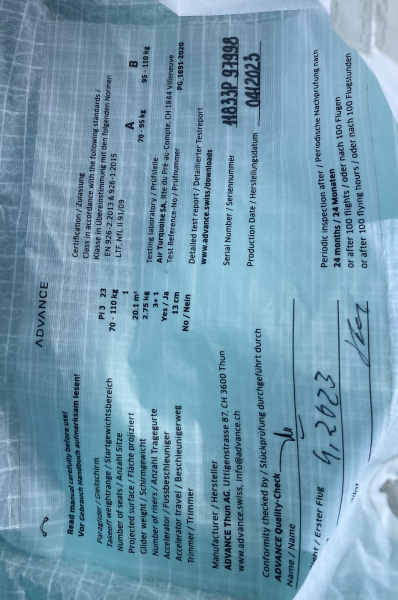 ADVANCE
Read manual carefully before use!
Vor Gebrauch Handbuch aufmerksam lesen!
Paraglider / Gleitschirm PI 3 23
Takeoff weightrange / Startgewichtsbereich 70 - 110 kg
Number of seats / Anzahl Sitze 1
Projected surface / Fläche projiziert 20.1 m²
Glider weight / Schirmgewicht 2.75 kg
Number of risers / Anzahl Tragegurte 3+1
Accelerator / Fussbeschleuniger Yes / Ja
Accelerator travel / Beschleunigerweg 13 cm
Trimmer / Trimmer No / Nein
Manufacturer / Hersteller
ADVANCE Thun AG, Uttigenstrasse 87, CH 3600 Thun
www.advance.swiss, info@advance.ch
Conformity checked by / Stückprüfung durchgeführt durch
ADVANCE Quality-Check
Name / Name
/ Erster Flug 4.2023
Certification / Zulassung
Class in accordance with the following standards /
Klasse in Übereinstimmung mit den folgenden Normen
EN 926-2:2013 & 926-1:2015 A B
LTF, NfL II 91/09 70 - 95 kg 95 - 110 kg
Testing laboratory / Prüfstelle
Air Turquoise SA, Rte du Pré-au-Compte, CH 1844 Villeneuve
Test Reference-No / Prüfnummer PG_1691.2020
Detailed test report / Detaillierter Testreport
www.advance.swiss/downloads
Serial Number / Seriennummer 11833P 97998
Production Date / Herstellungsdatum 04/2023
Periodic inspection after / Periodische Nachprüfung nach
24 months / 24 Monaten
or after 100 flights / oder nach 100 Flügen
or after 100 flying hours / oder nach 100 Flugstunden